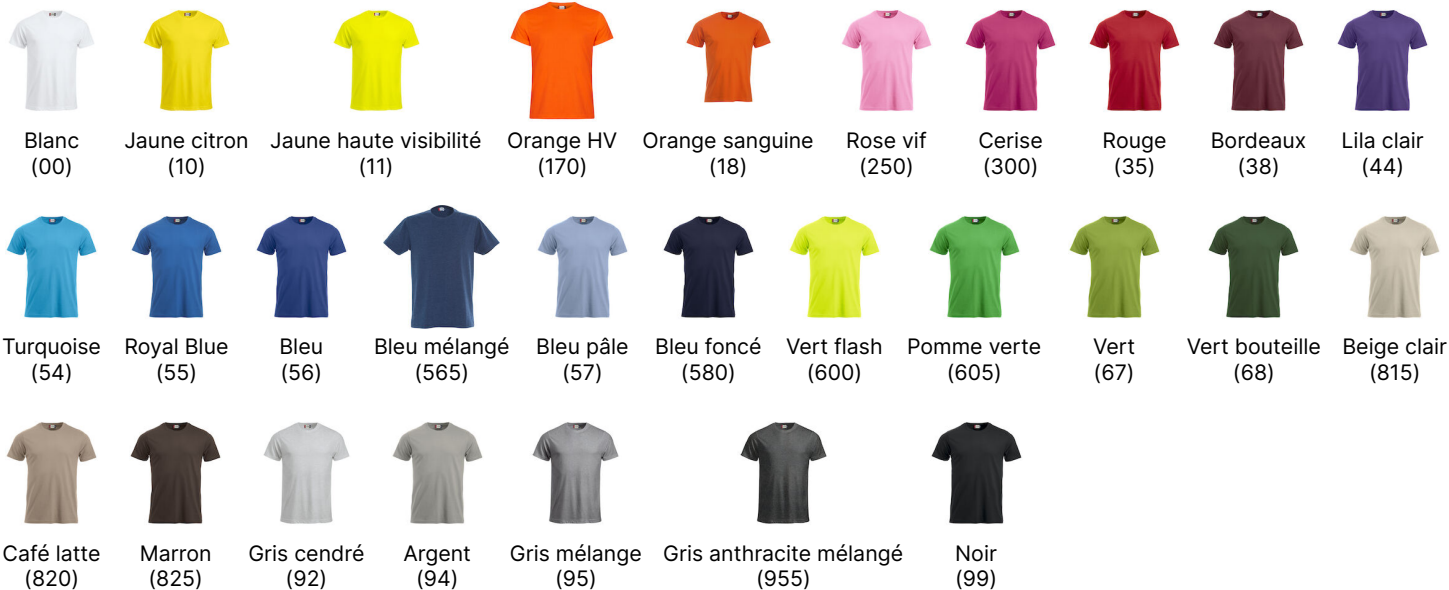 Blanc
(00)
Jaune citron
(10)
Jaune haute visibilité
(11)
Orange HV
(170)
Orange sanguine
(18)
Rose vif
(250)
Cerise
(300)
Rouge
(35)
Bordeaux
(38)
Lila clair
(44)
Turquoise
(54)
Royal Blue
(55)
Bleu
(56)
Bleu mélangé
(565)
Bleu pâle
(57)
Bleu foncé
(580)
Vert flash
(600)
Pomme verte
(605)
Vert
(67)
Vert bouteille
(68)
Beige clair
(815)
Café latte
(820)
Marron
(825)
Gris cendré
(92)
Argent
(94)
Gris mélange
(95)
Gris anthracite mélangé
(955)
Noir
(99)